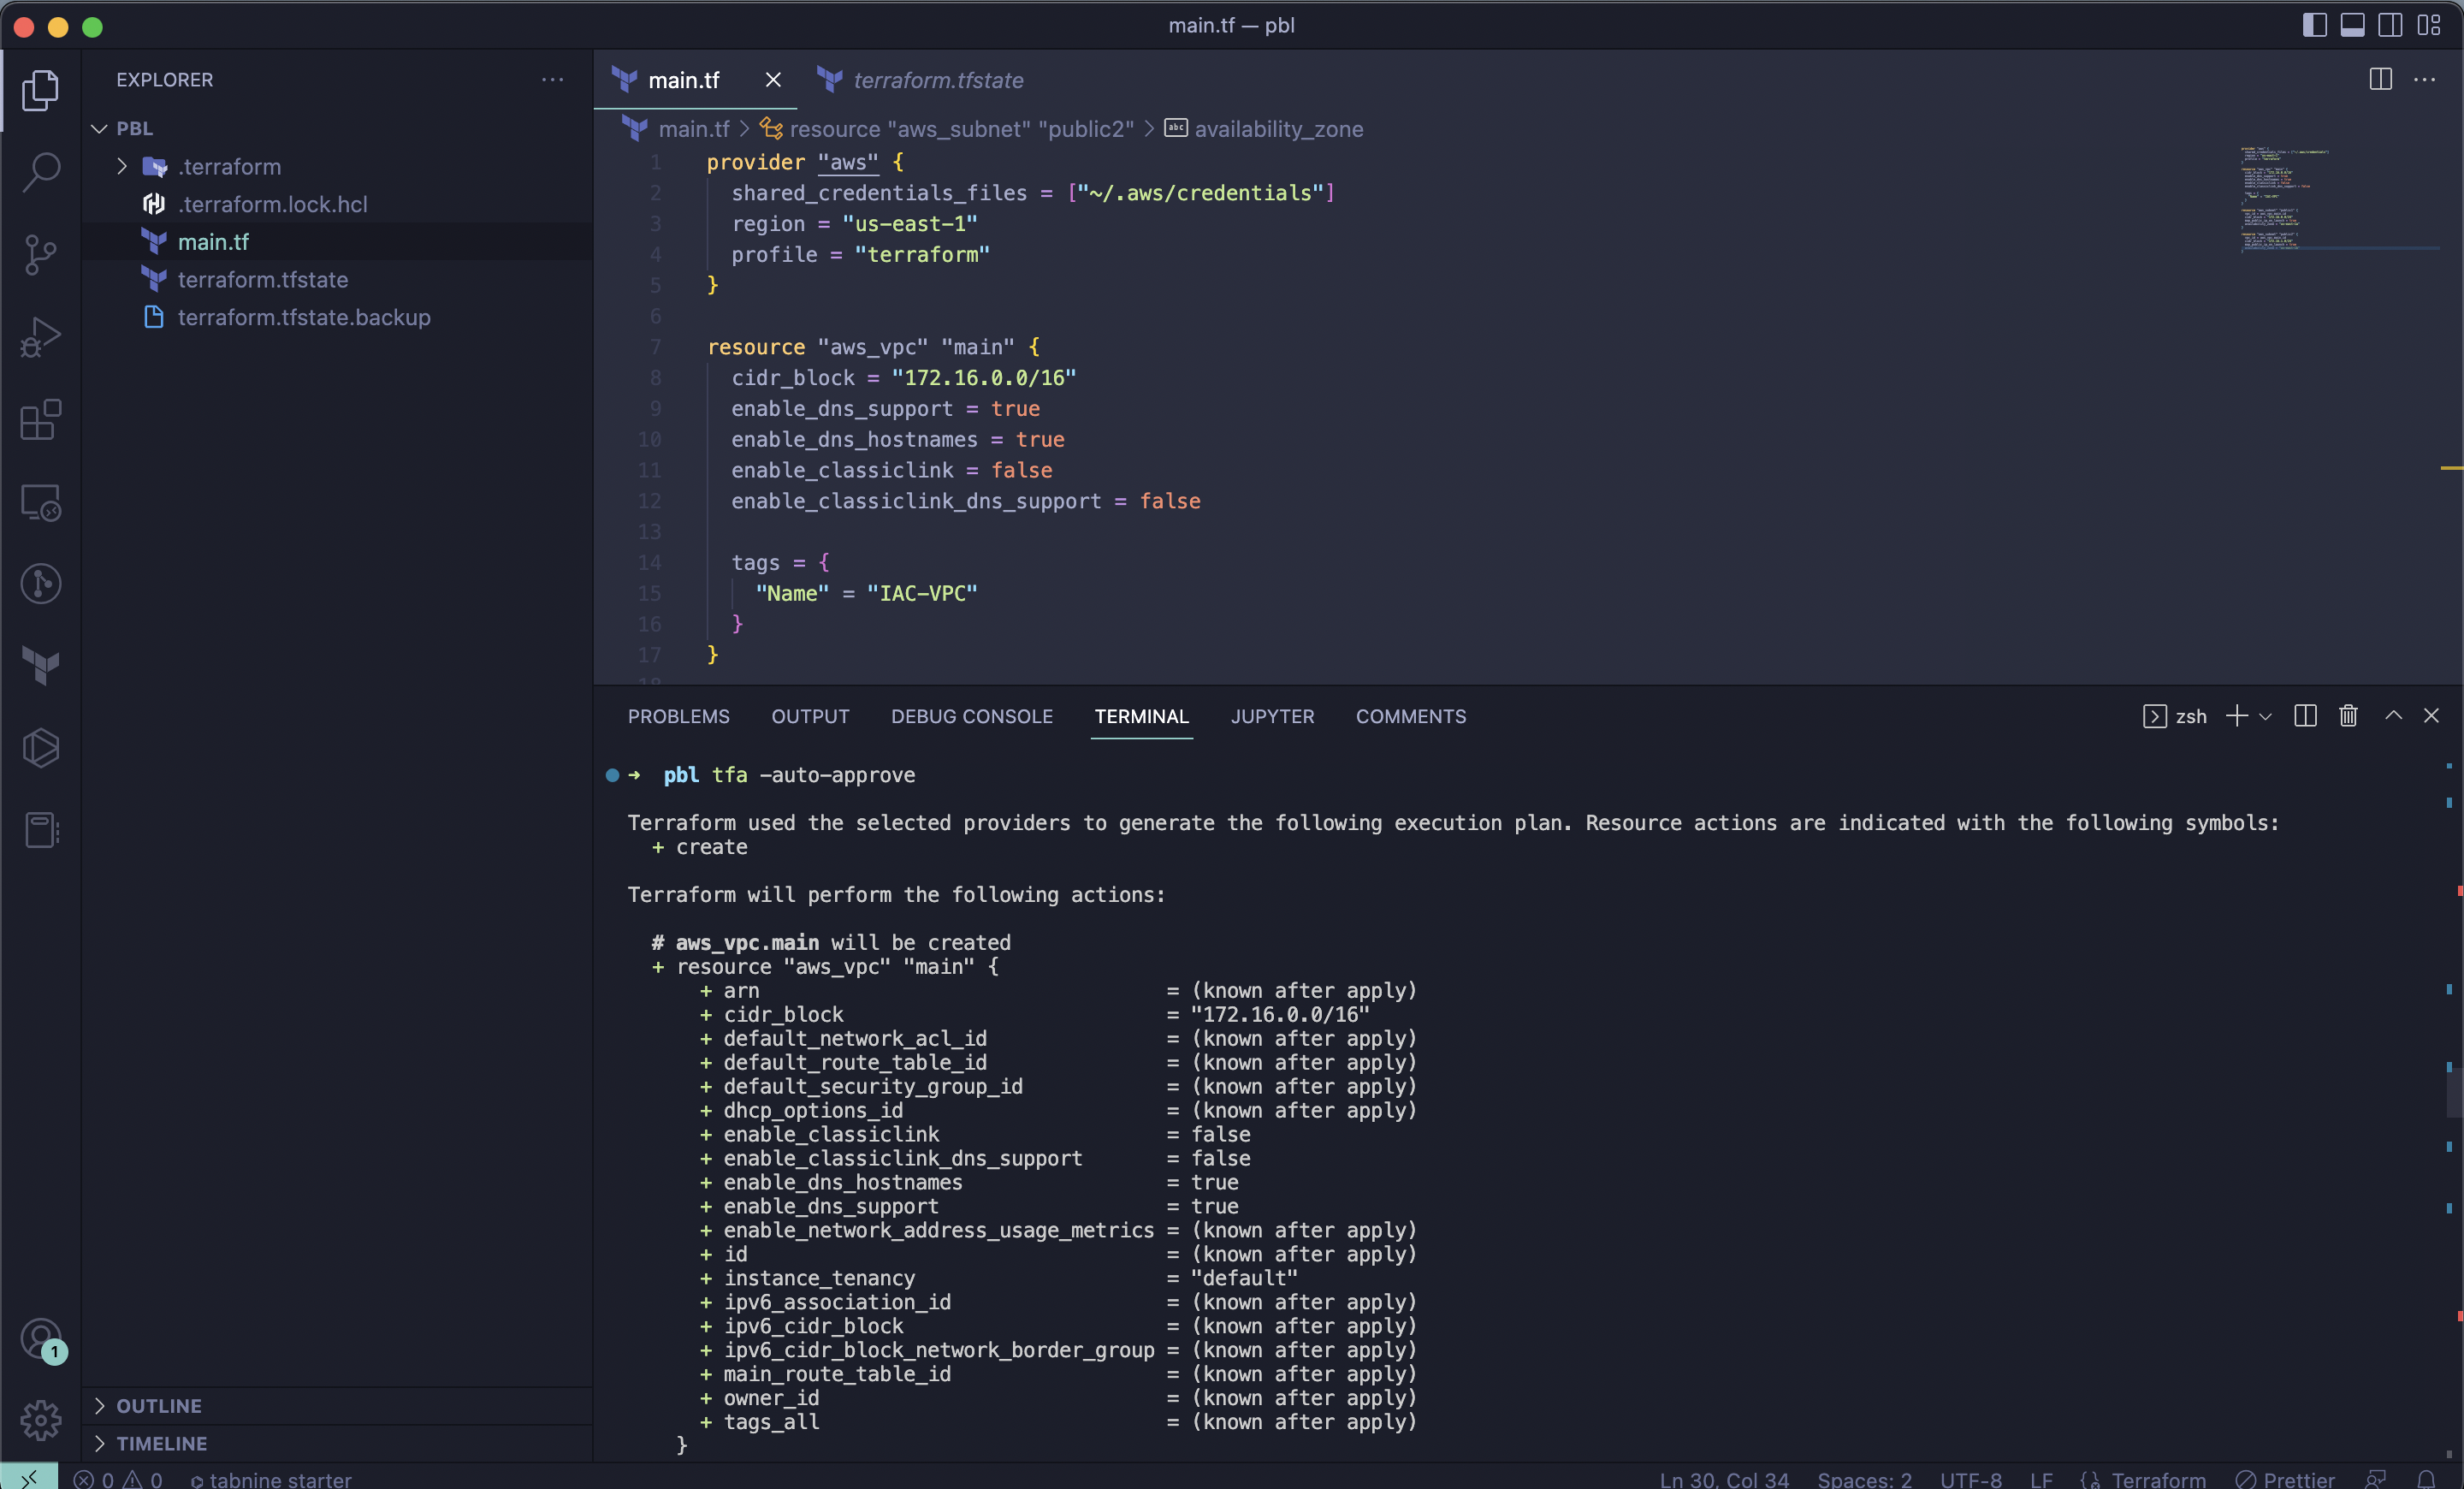 main.tf — pbl
EXPLORER
PBL
.terraform
.terraform.lock.hcl
main.tf
terraform.tfstate
terraform.tfstate.backup
OUTLINE
TIMELINE
main.tf
terraform.tfstate
main.tf > resource "aws_subnet" "public2" > abc availability_zone
1 provider "aws" {
2 shared_credentials_files = ["~/.aws/credentials"]
3 region = "us-east-1"
4 profile = "terraform"
5 }
6
7 resource "aws_vpc" "main" {
8 cidr_block = "172.16.0.0/16"
9 enable_dns_support = true
10 enable_dns_hostnames = true
11 enable_classiclink = false
12 enable_classiclink_dns_support = false
13
14 tags = {
15 "Name" = "IAC-VPC"
16 }
17 }
18
PROBLEMS OUTPUT DEBUG CONSOLE TERMINAL JUPYTER COMMENTS
zsh
➜ pbl tfa -auto-approve
Terraform used the selected providers to generate the following execution plan. Resource actions are indicated with the following symbols:
+ create
Terraform will perform the following actions:
# aws_vpc.main will be created
+ resource "aws_vpc" "main" {
+ arn = (known after apply)
+ cidr_block = "172.16.0.0/16"
+ default_network_acl_id = (known after apply)
+ default_route_table_id = (known after apply)
+ default_security_group_id = (known after apply)
+ dhcp_options_id = (known after apply)
+ enable_classiclink = false
+ enable_classiclink_dns_support = false
+ enable_dns_hostnames = true
+ enable_dns_support = true
+ enable_network_address_usage_metrics = (known after apply)
+ id = (known after apply)
+ instance_tenancy = "default"
+ ipv6_association_id = (known after apply)
+ ipv6_cidr_block = (known after apply)
+ ipv6_cidr_block_network_border_group = (known after apply)
+ main_route_table_id = (known after apply)
+ owner_id = (known after apply)
+ tags_all = (known after apply)
}
1
0 0 tabnine starter
Ln 30, Col 34 Spaces: 2 UTF-8 LF Terraform Prettier